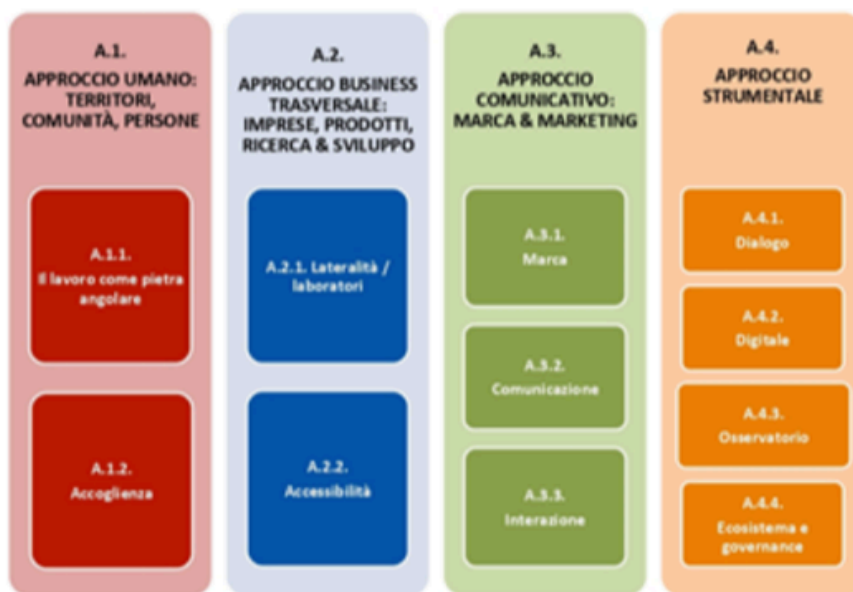 A.1.
APPROCCIO UMANO:
TERRITORI,
COMUNITÀ, PERSONE
A.1.1.
Il lavoro come pietra
angolare
A.1.2.
Accoglienza
A.2.
APPROCCIO BUSINESS
TRASVERSALE:
IMPRESE, PRODOTTI,
RICERCA & SVILUPPO
A.2.1. Lateralità /
laboratori
A.2.2.
Accessibilità
A.3.
APPROCCIO
COMUNICATIVO:
MARCA & MARKETING
A.3.1.
Marca
A.3.2.
Comunicazione
A.3.3.
Interazione
A.4.
APPROCCIO
STRUMENTALE
A.4.1.
Dialogo
A.4.2.
Digitale
A.4.3.
Osservatorio
A.4.4.
Ecosistema e
governance